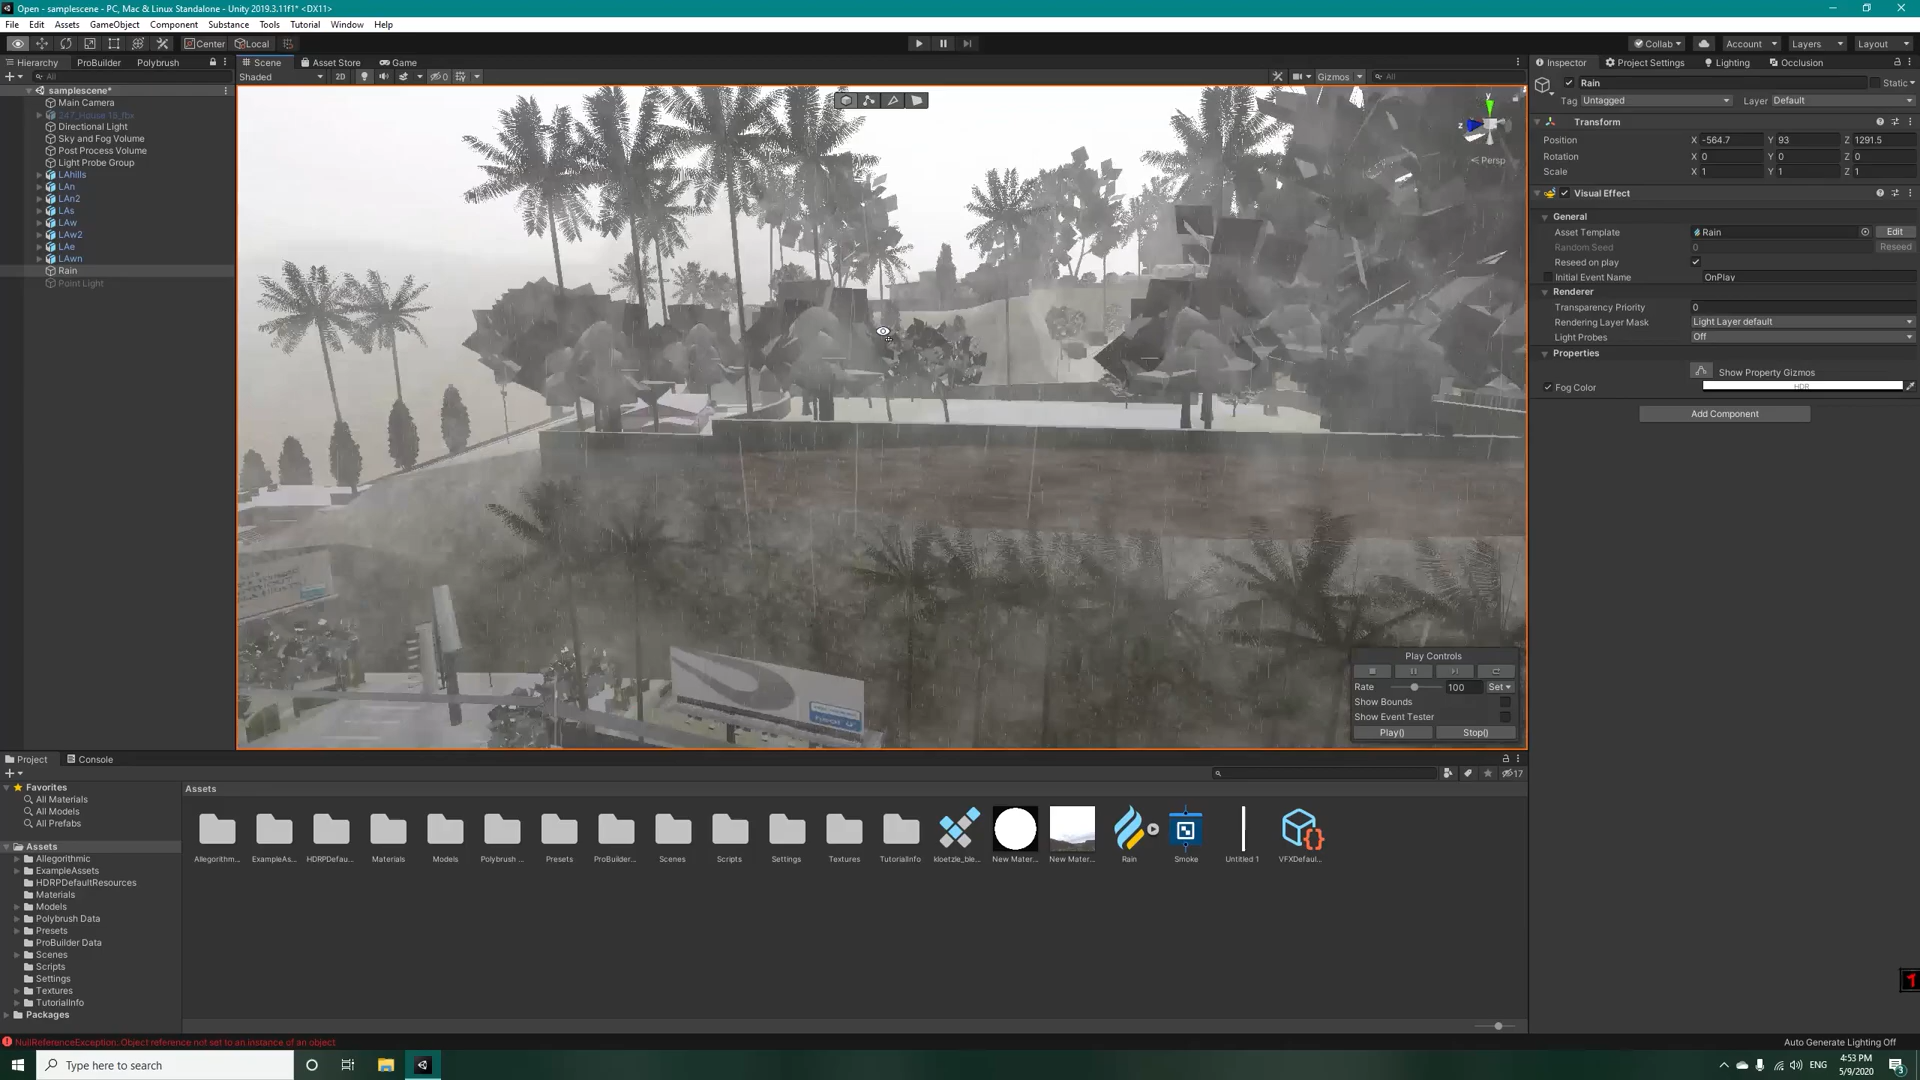 Open - samplescene - PC, Mac & Linux Standalone - Unity 2019.3.11f1* <DX11>
File Edit Assets GameObject Component Substance Tools Tutorial Window Help
Center Local Collab Account Layers Layout
Hierarchy ProBuilder Polybrush
All
samplescene*
Main Camera
247_House 15_fbx
Directional Light
Sky and Fog Volume
Post Process Volume
Light Probe Group
LAhills
LAn
LAn2
LAs
LAw
LAw2
LAe
LAwn
Rain
Point Light
Scene Asset Store Game
Shaded 2D 0 Gizmos All
y
z
Persp
Play Controls
Rate 100 Set
Show Bounds
Show Event Tester
Play() Stop()
Inspector Project Settings Lighting Occlusion
Rain Static
Tag Untagged Layer Default
Transform
Position X -564.7 Y 93 Z 1291.5
Rotation X 0 Y 0 Z 0
Scale X 1 Y 1 Z 1
Visual Effect
General
Asset Template Rain Edit
Random Seed 0 Reseed
Reseed on play
Initial Event Name OnPlay
Renderer
Transparency Priority 0
Rendering Layer Mask Light Layer default
Light Probes Off
Properties
Show Property Gizmos
Fog Color HDR
Add Component
Project Console
17
Favorites
All Materials
All Models
All Prefabs
Assets
Allegorithmic
ExampleAssets
HDRPDefaultResources
Materials
Models
Polybrush Data
Presets
ProBuilder Data
Scenes
Scripts
Settings
Textures
TutorialInfo
Packages
Assets
Allegorithm... ExampleAs... HDRPDefau... Materials Models Polybrush ... Presets ProBuilder... Scenes Scripts Settings Textures TutorialInfo kloetzle_ble... New Mater... New Mater... Rain Smoke Untitled 1 VFXDefaul...
1
NullReferenceException: Object reference not set to an instance of an object
Auto Generate Lighting Off
Type here to search
ENG
4:53 PM
5/9/2020
3